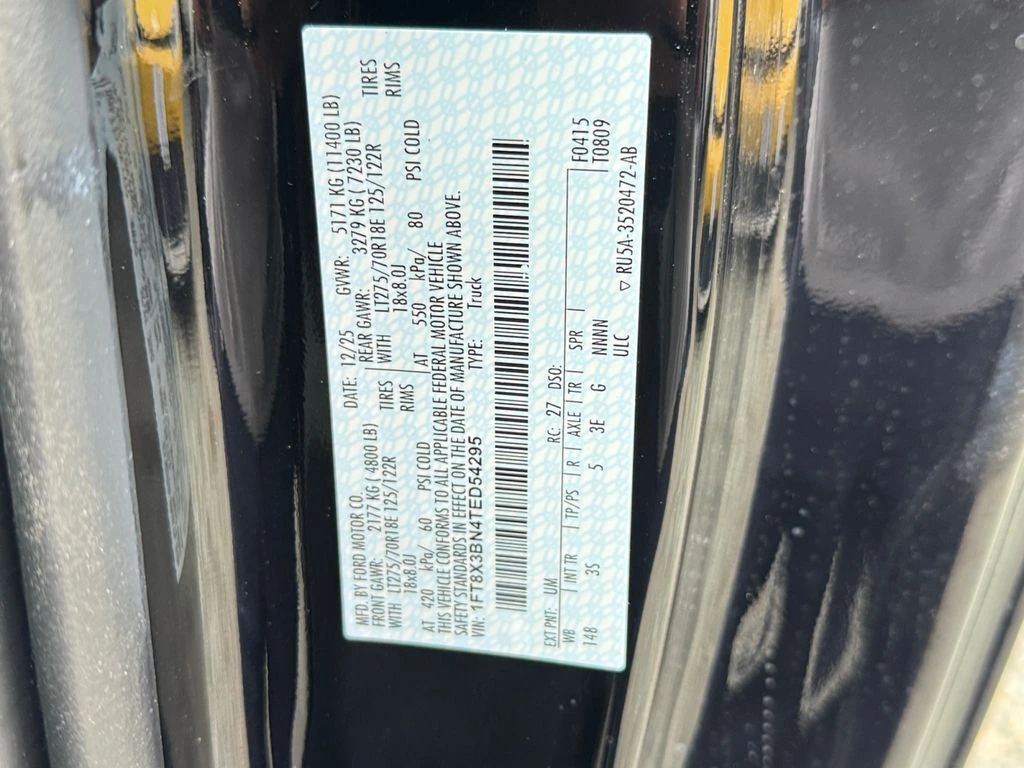 MFD. BY FORD MOTOR CO. DATE: 12/25 GVWR: 5171 KG (11400 LB)
FRONT GAWR: 2177 KG (4800 LB) REAR GAWR: 3279 KG (7230 LB)
WITH LT275/70R18E 125/122R TIRES WITH LT275/70R18E 125/122R TIRES
18x8.0J RIMS 18x8.0J RIMS
AT 420 kPa/ 60 PSI COLD AT 550 kPa/ 80 PSI COLD
THIS VEHICLE CONFORMS TO ALL APPLICABLE FEDERAL MOTOR VEHICLE
SAFETY STANDARDS IN EFFECT ON THE DATE OF MANUFACTURE SHOWN ABOVE.
VIN: 1FT8X3BN4TED54295 TYPE: Truck
EXT PNT: UM RC: 27 DSO: F0415
WB | INT TR | TP/PS | R | AXLE | TR | SPR | T0809
148 3S 5 3E G NNNN
ULC ▽ RU5A-3520472-AB